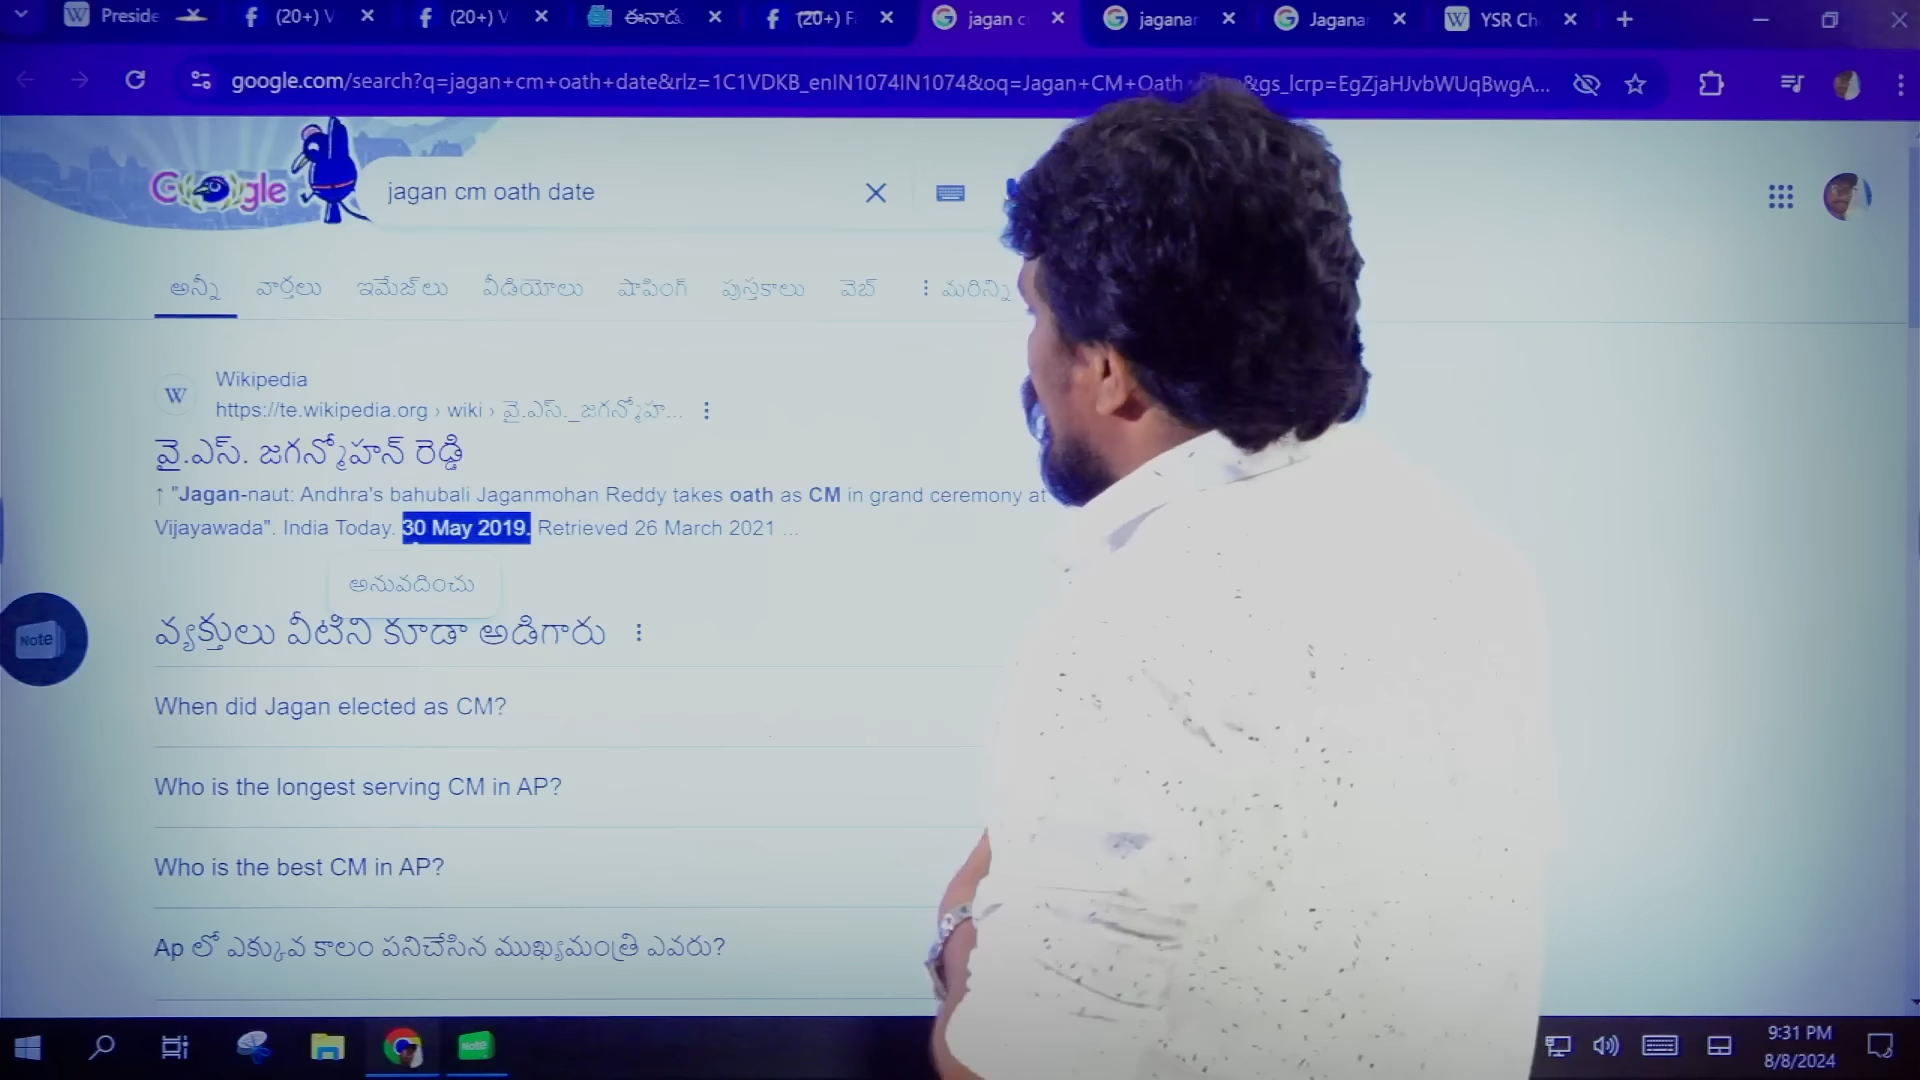 Preside
(20+) V
(20+) V
ఈనాడు
(20+) F
jagan c
jaganar
Jaganar
YSR Ch
google.com/search?q=jagan+cm+oath+date&rlz=1C1VDKB_enIN1074IN1074&oq=Jagan+CM+Oath
&gs_lcrp=EgZjaHJvbWUqBwgA...
Google
jagan cm oath date
అన్నీ వార్తలు ఇమేజ్‌లు వీడియోలు షాపింగ్ పుస్తకాలు వెబ్ మరిన్ని
Wikipedia
https://te.wikipedia.org › wiki › వై.ఎస్._జగన్మోహ...
వై.ఎస్. జగన్మోహన్ రెడ్డి
↑ "Jagan-naut: Andhra's bahubali Jaganmohan Reddy takes oath as CM in grand ceremony at
Vijayawada". India Today. 30 May 2019. Retrieved 26 March 2021 ...
అనువదించు
వ్యక్తులు వీటిని కూడా అడిగారు
Note
When did Jagan elected as CM?
Who is the longest serving CM in AP?
Who is the best CM in AP?
Ap లో ఎక్కువ కాలం పనిచేసిన ముఖ్యమంత్రి ఎవరు?
Note
9:31 PM
8/8/2024